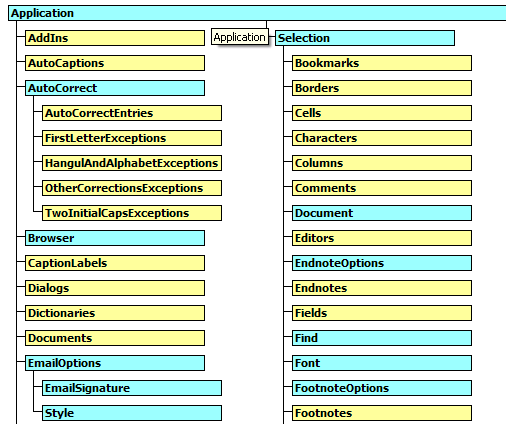 Application
AddIns
AutoCaptions
AutoCorrect
AutoCorrectEntries
FirstLetterExceptions
HangulAndAlphabetExceptions
OtherCorrectionsExceptions
TwoInitialCapsExceptions
Browser
CaptionLabels
Dialogs
Dictionaries
Documents
EmailOptions
EmailSignature
Style
Application
Selection
Bookmarks
Borders
Cells
Characters
Columns
Comments
Document
Editors
EndnoteOptions
Endnotes
Fields
Find
Font
FootnoteOptions
Footnotes